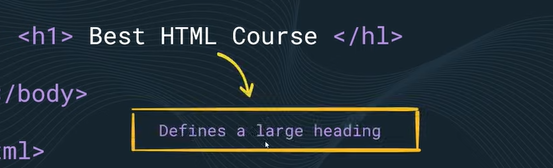 <h1> Best HTML Course </hl>
/body>
Defines a large heading
ml>